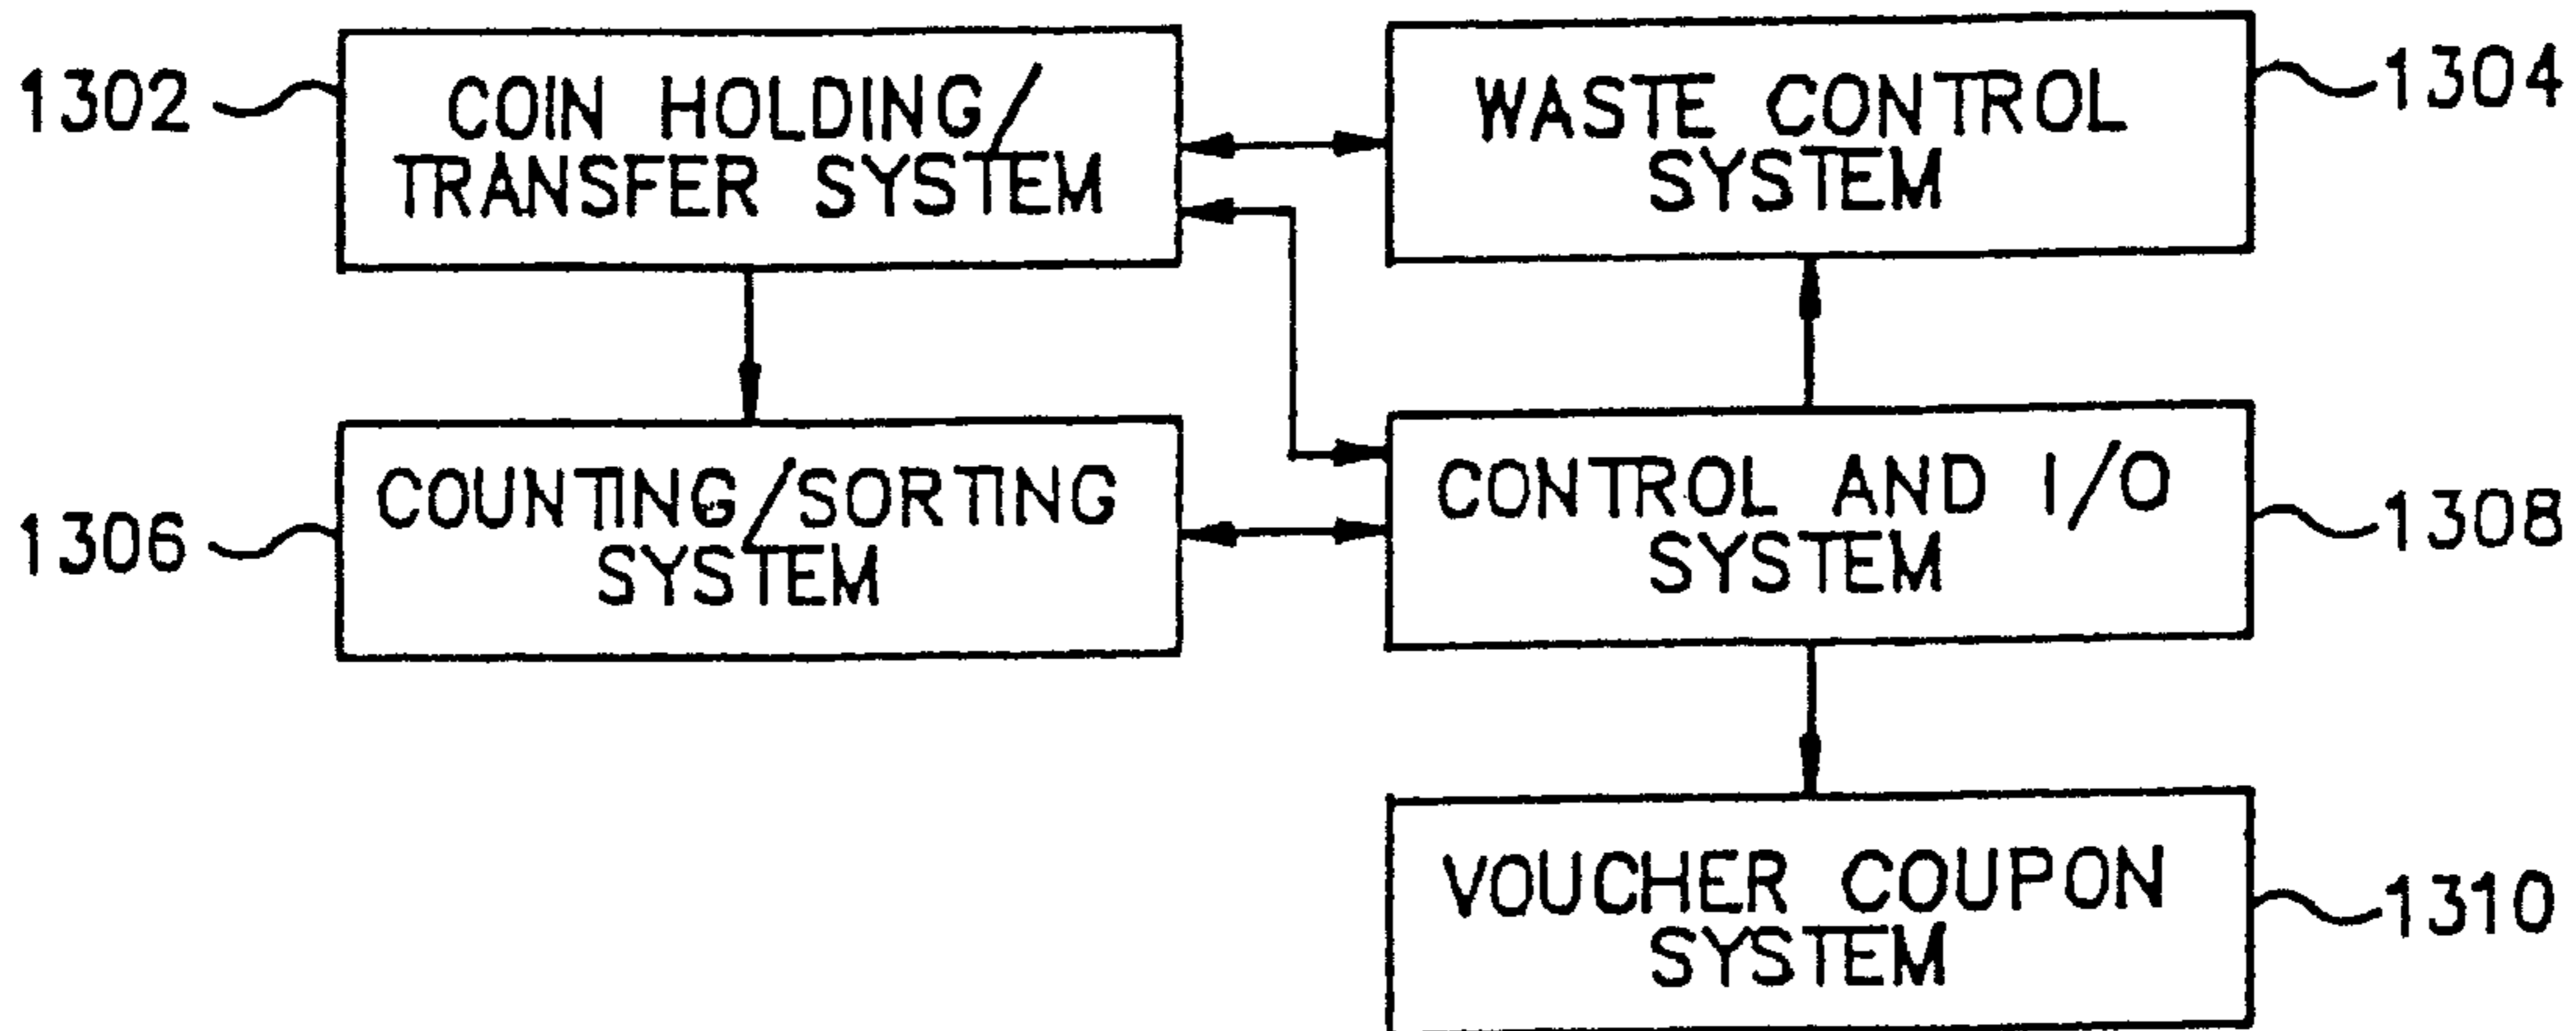 1302
COIN HOLDING/
TRANSFER SYSTEM
WASTE CONTROL
SYSTEM
1304
1306
COUNTING/SORTING
SYSTEM
CONTROL AND I/O
SYSTEM
1308
VOUCHER COUPON
SYSTEM
1310